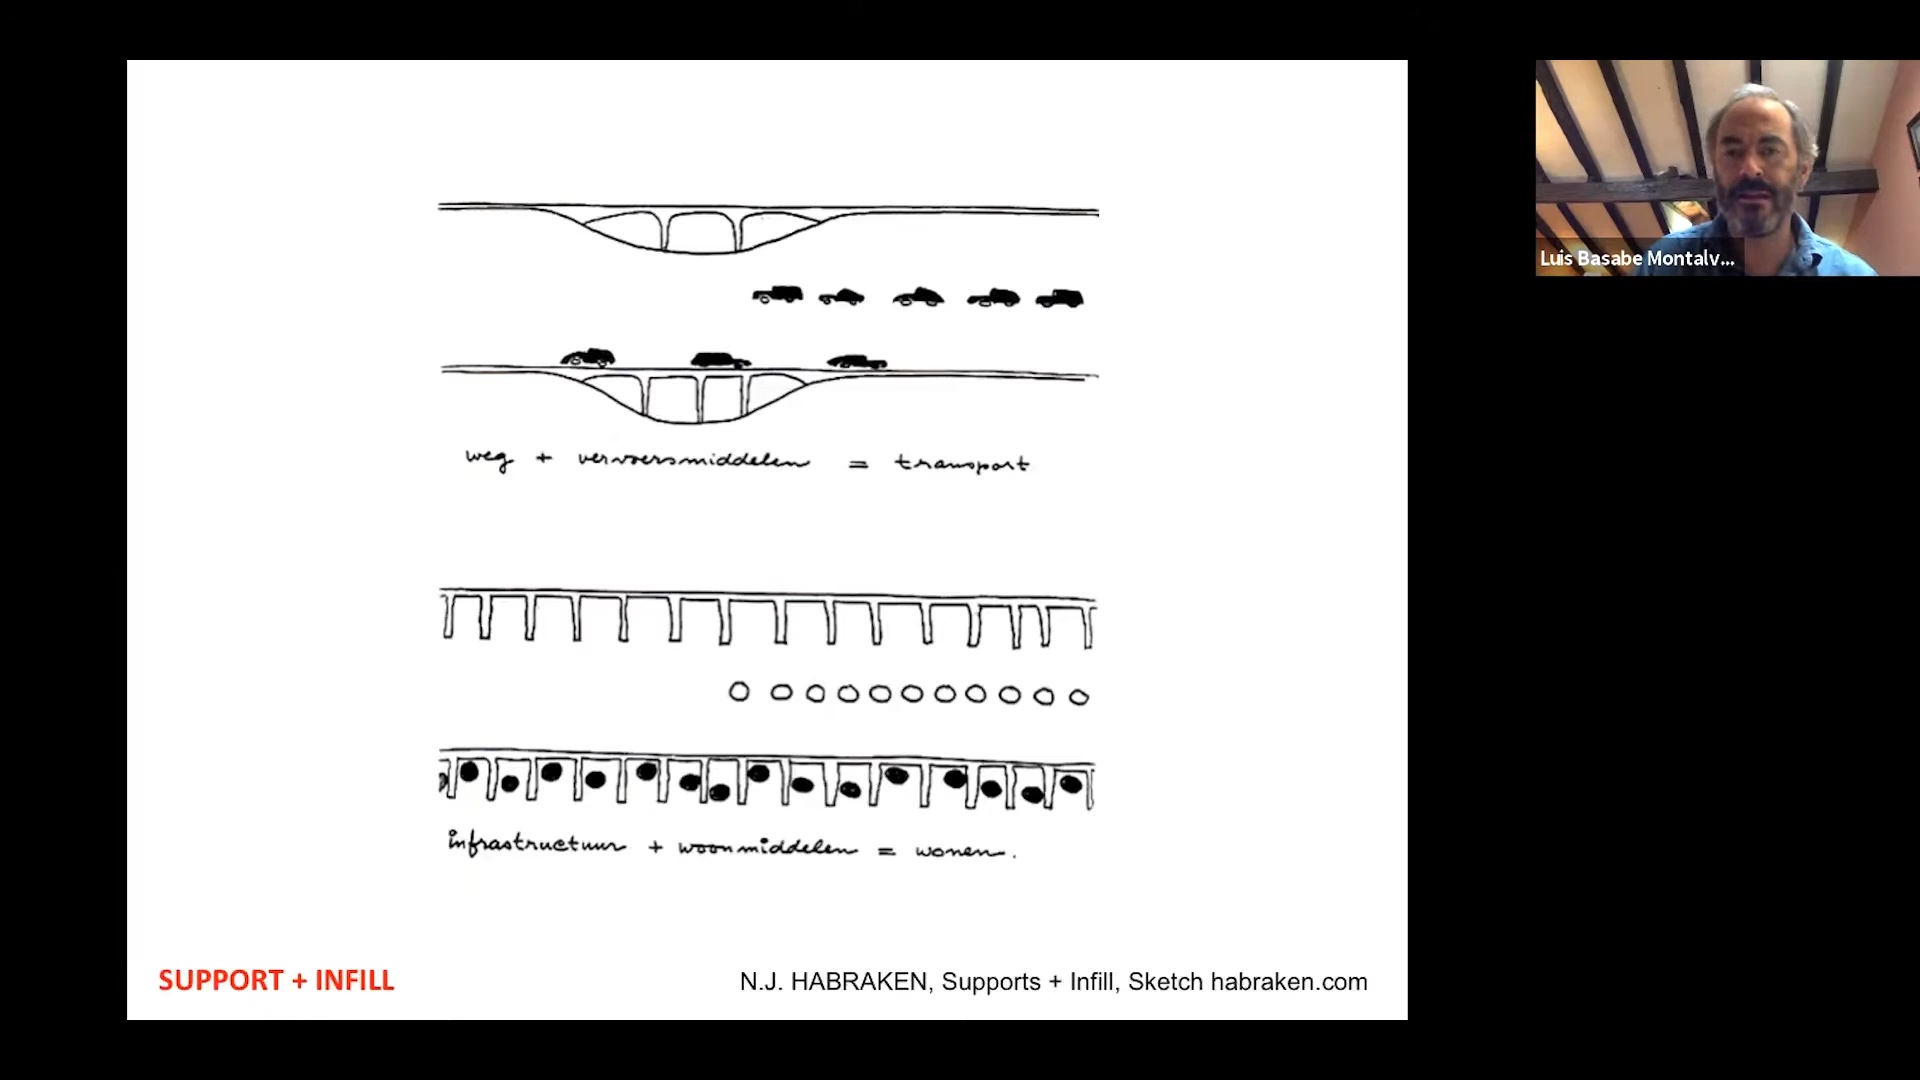 weg + vervoersmiddelen = transport
infrastructuur + woonmiddelen = wonen.
SUPPORT + INFILL
N.J. HABRAKEN, Supports + Infill, Sketch habraken.com
Luis Basabe Montalv...